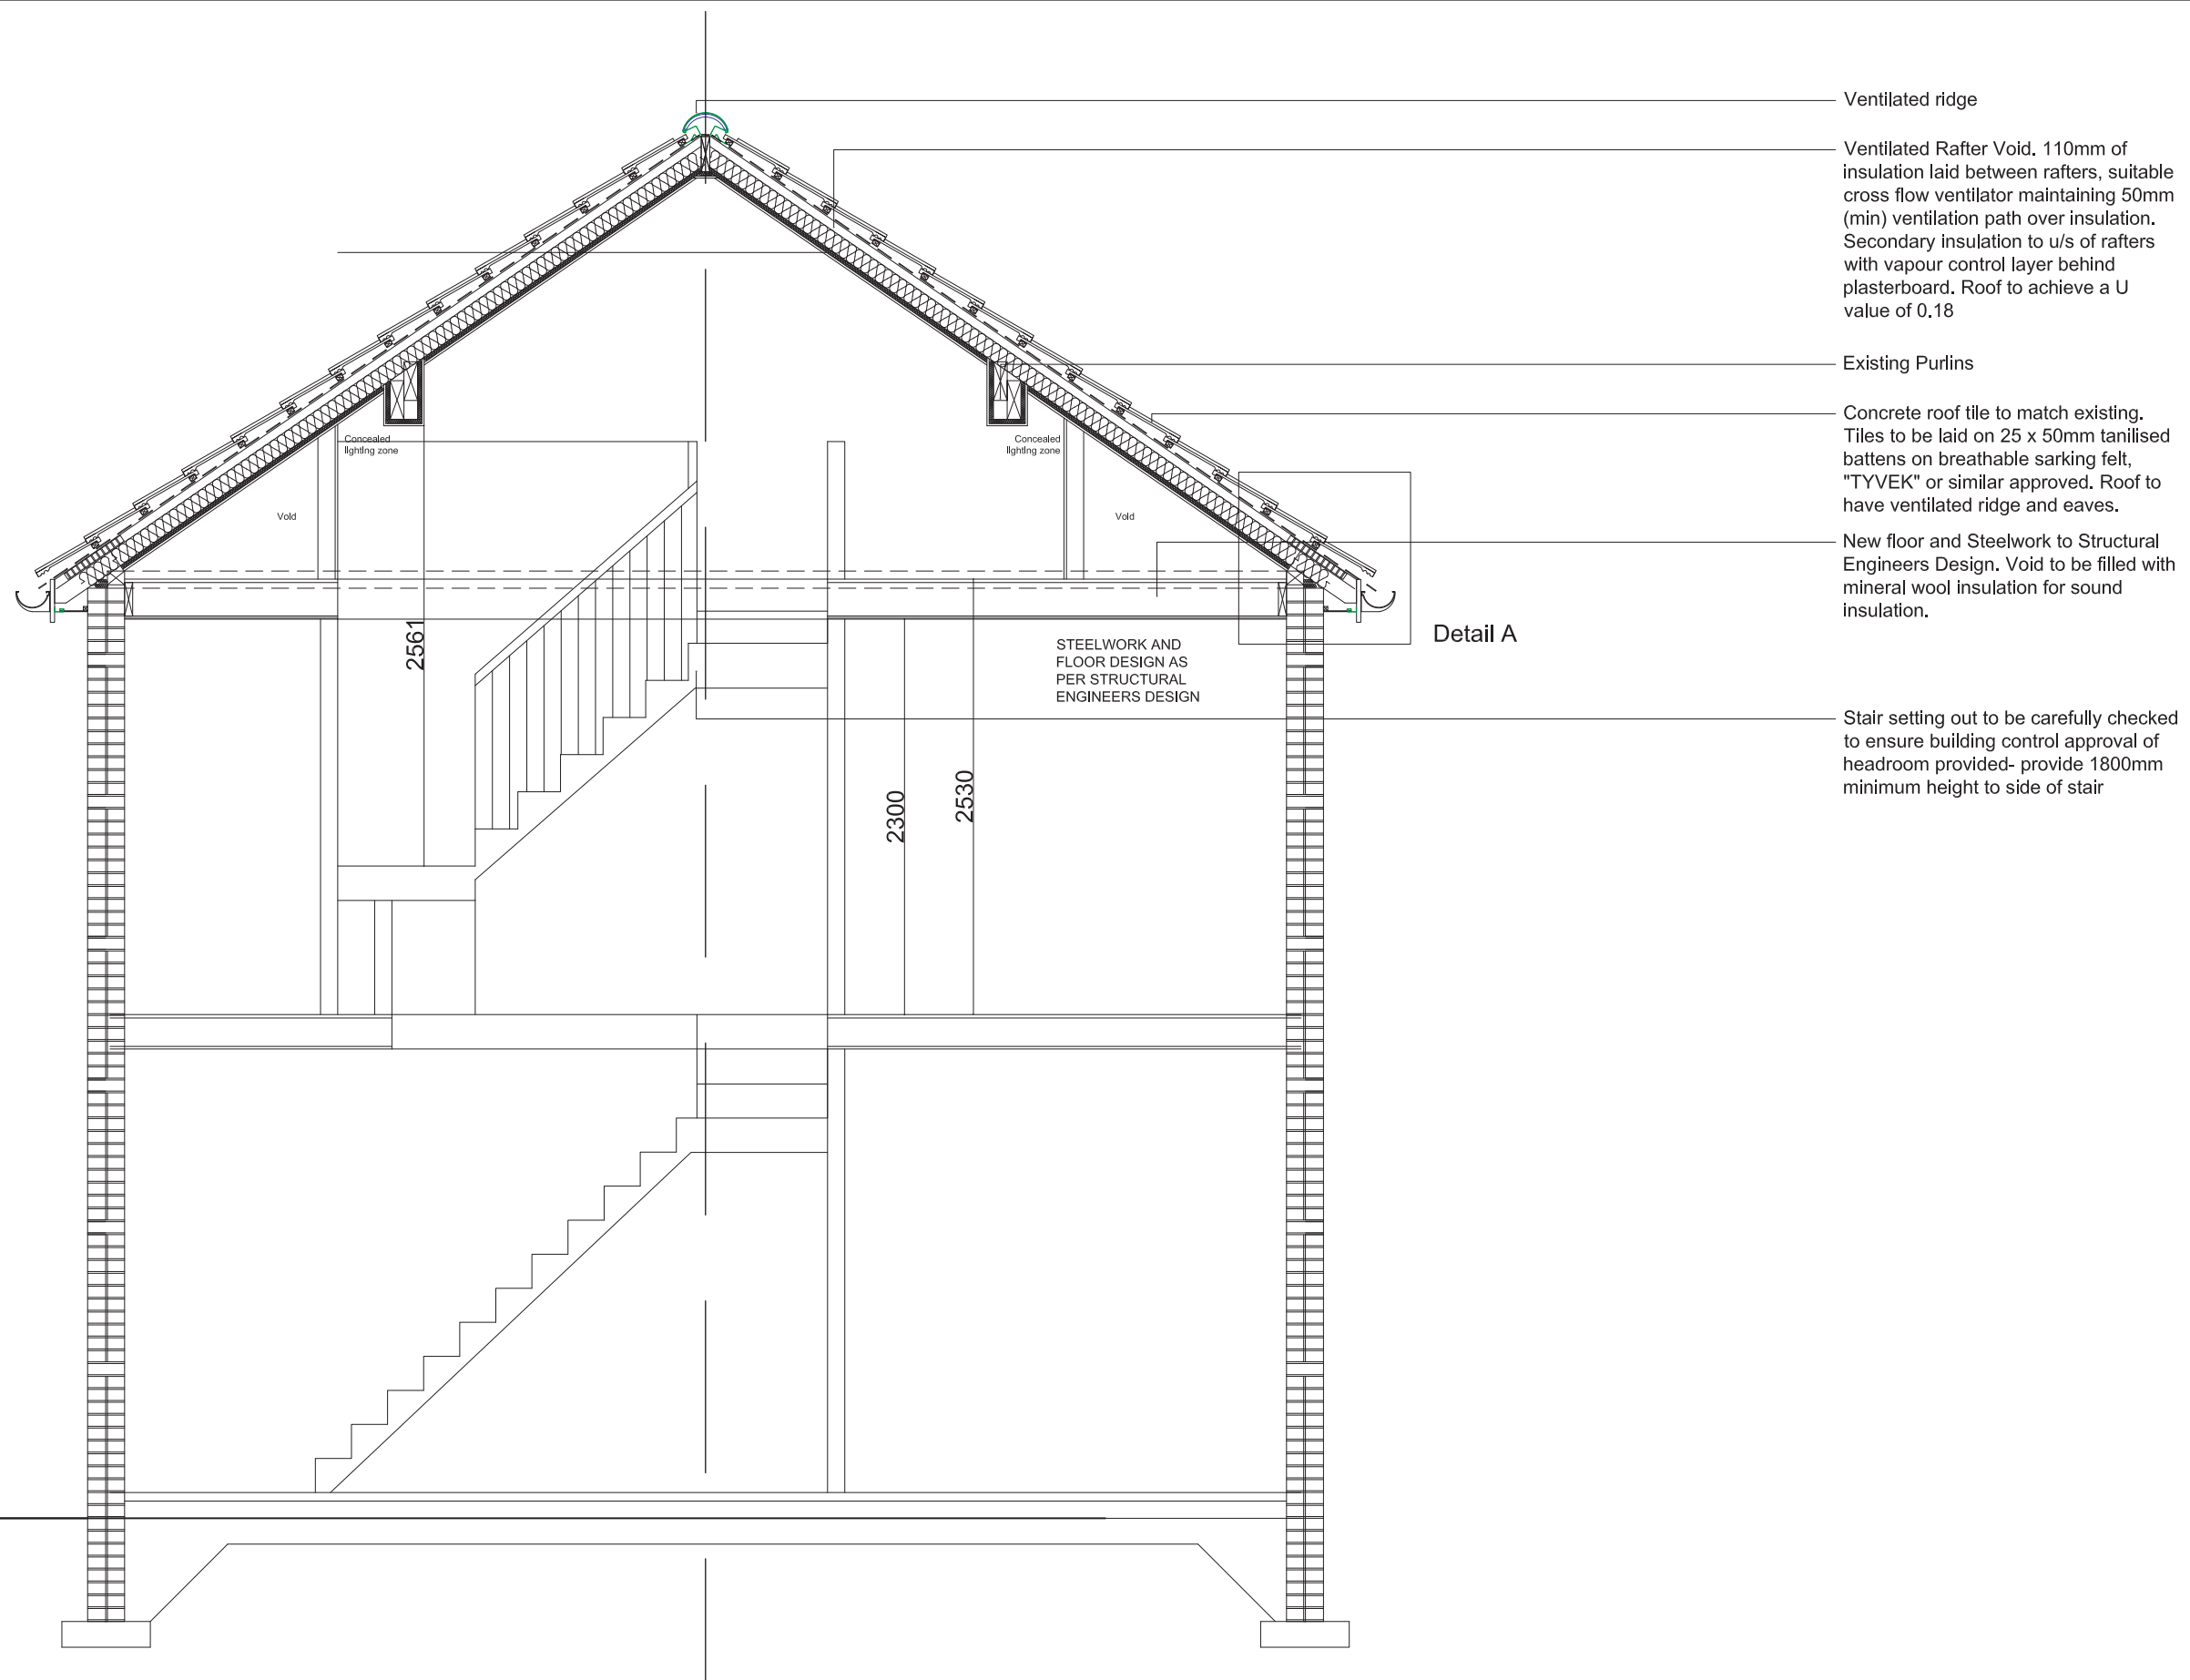 Ventilated ridge
Ventilated Rafter Void. 110mm of
insulation laid between rafters, suitable
cross flow ventilator maintaining 50mm
(min) ventilation path over insulation.
Secondary insulation to u/s of rafters
with vapour control layer behind
plasterboard. Roof to achieve a U
value of 0.18
Existing Purlins
Concrete roof tile to match existing.
Tiles to be laid on 25 x 50mm tanilised
battens on breathable sarking felt,
"TYVEK" or similar approved. Roof to
have ventilated ridge and eaves.
New floor and Steelwork to Structural
Engineers Design. Void to be filled with
mineral wool insulation for sound
insulation.
Stair setting out to be carefully checked
to ensure building control approval of
headroom provided- provide 1800mm
minimum height to side of stair
Concealed
lighting zone
Concealed
lighting zone
Void
Void
Detail A
STEELWORK AND
FLOOR DESIGN AS
PER STRUCTURAL
ENGINEERS DESIGN
2561
2300
2530